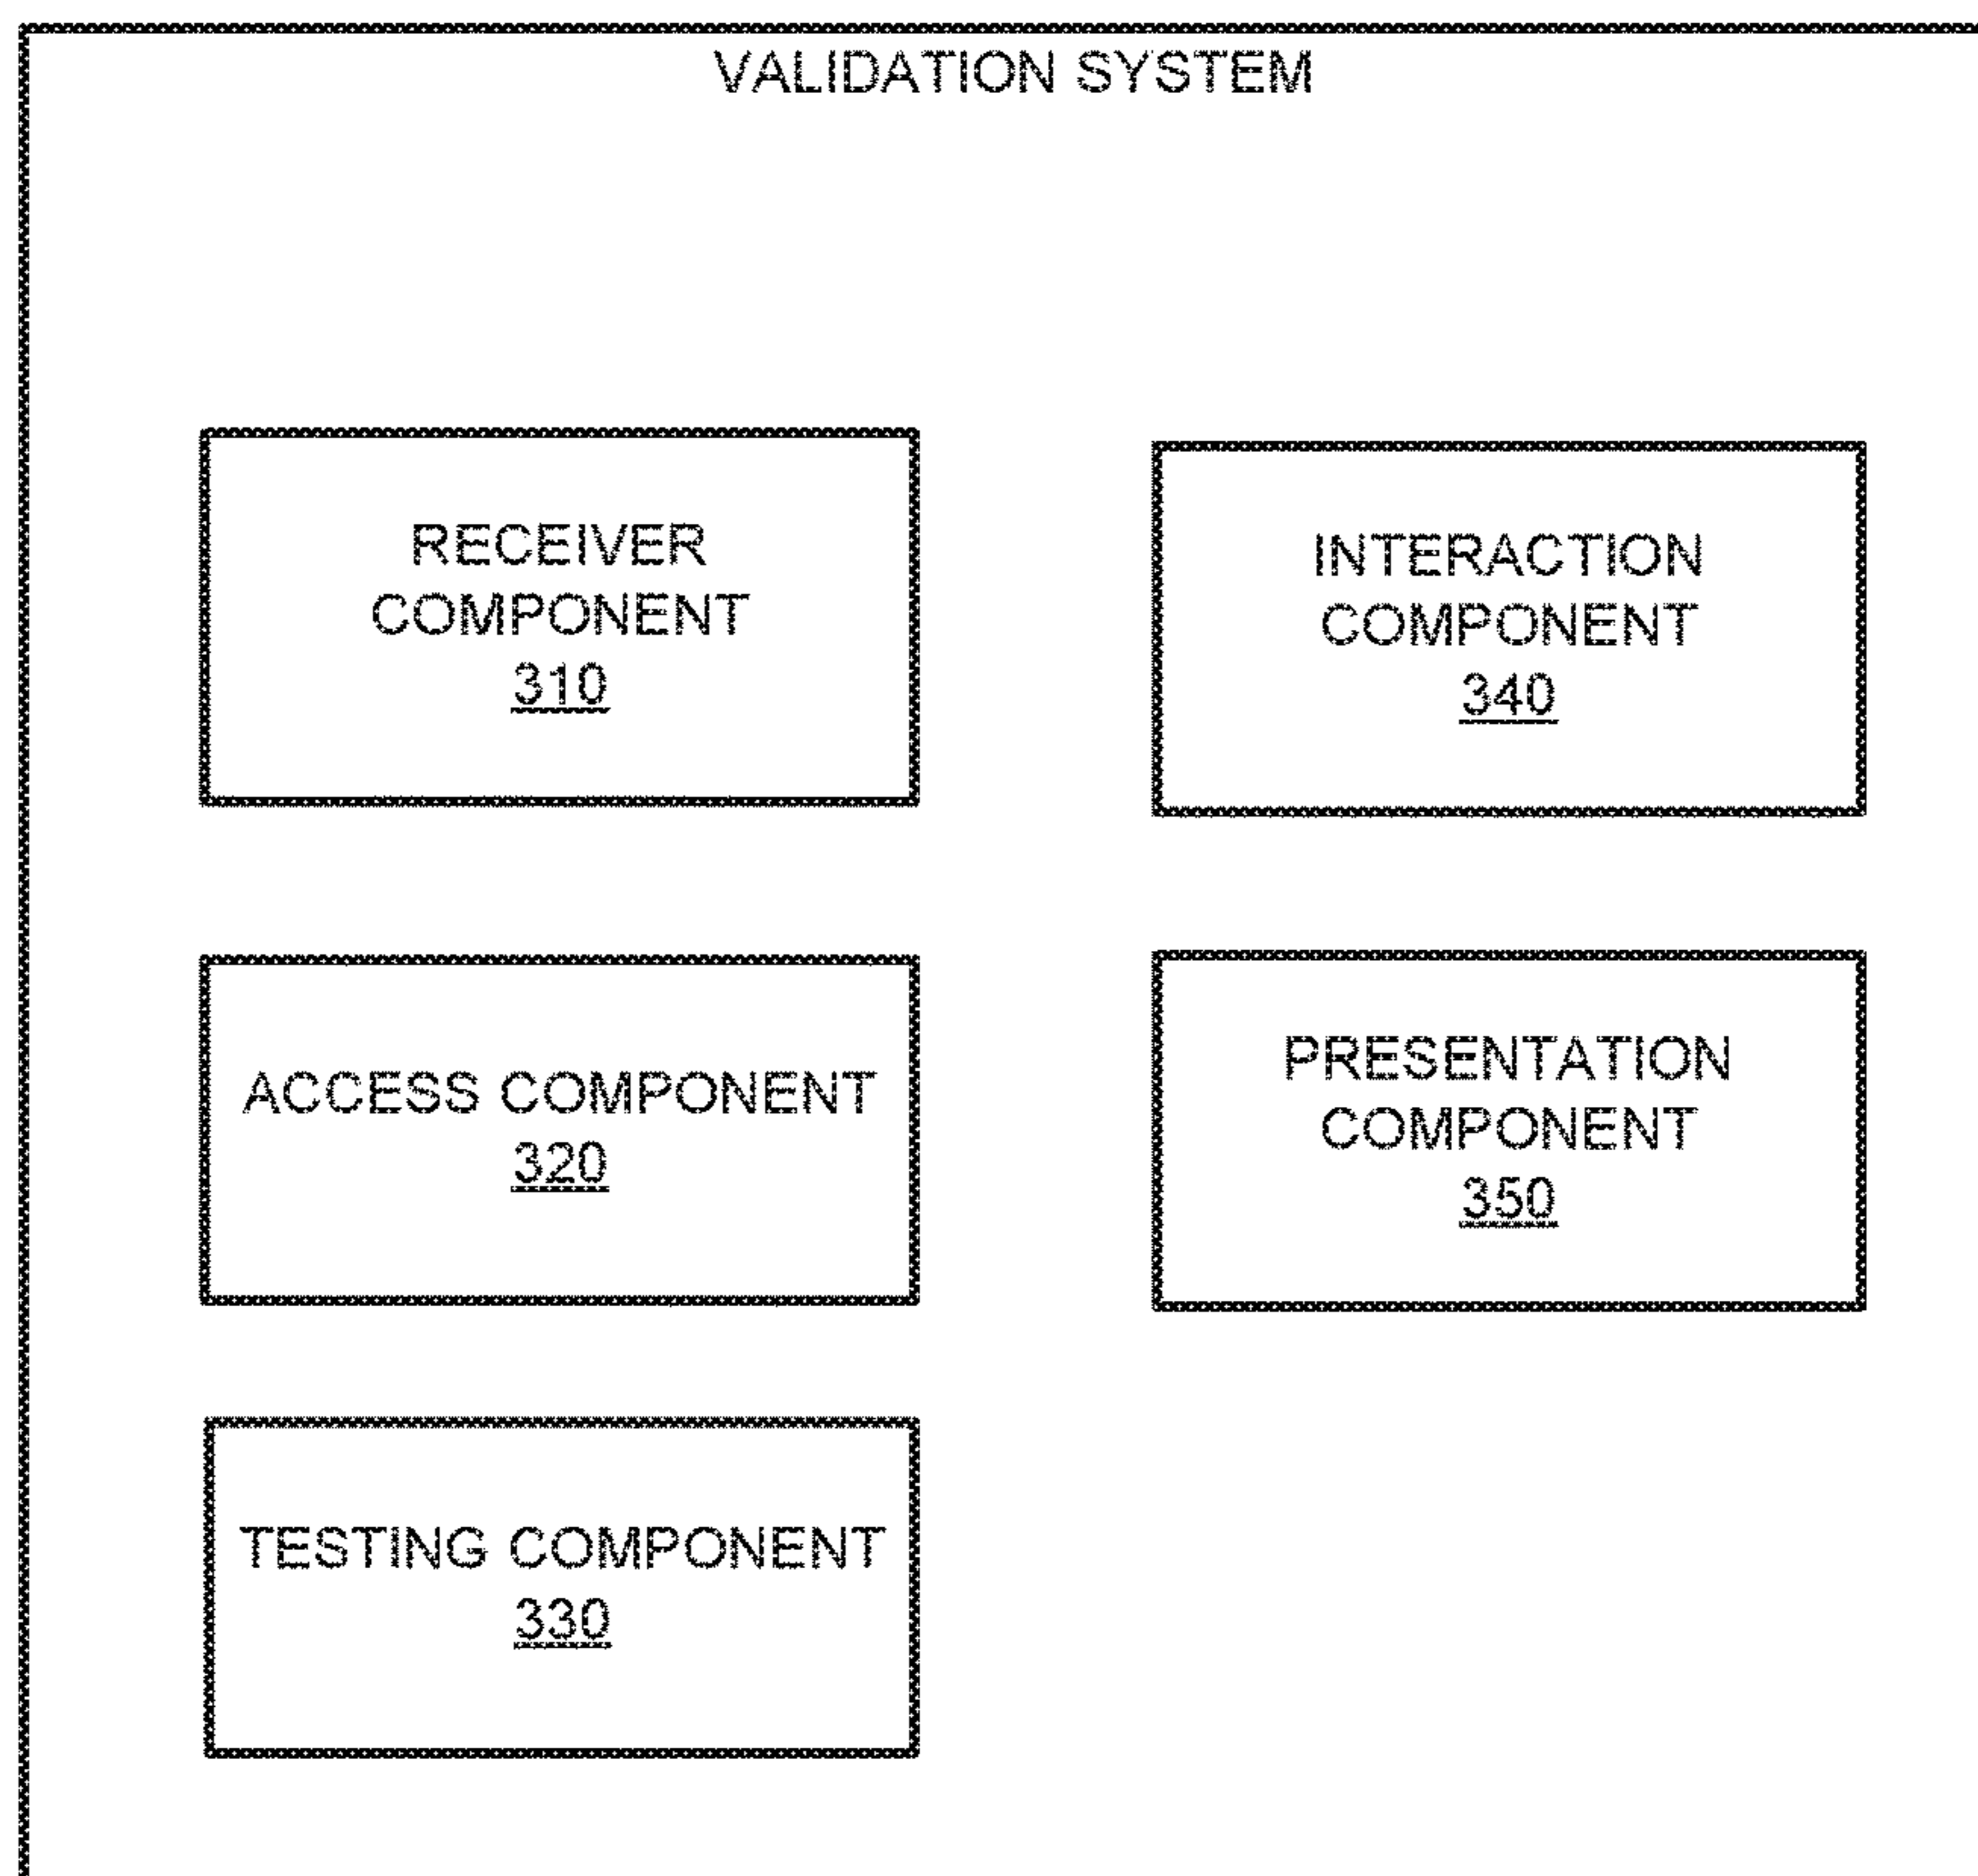 VALIDATION SYSTEM
RECEIVER
COMPONENT
310
INTERACTION
COMPONENT
340
ACCESS COMPONENT
320
PRESENTATION
COMPONENT
350
TESTING COMPONENT
330